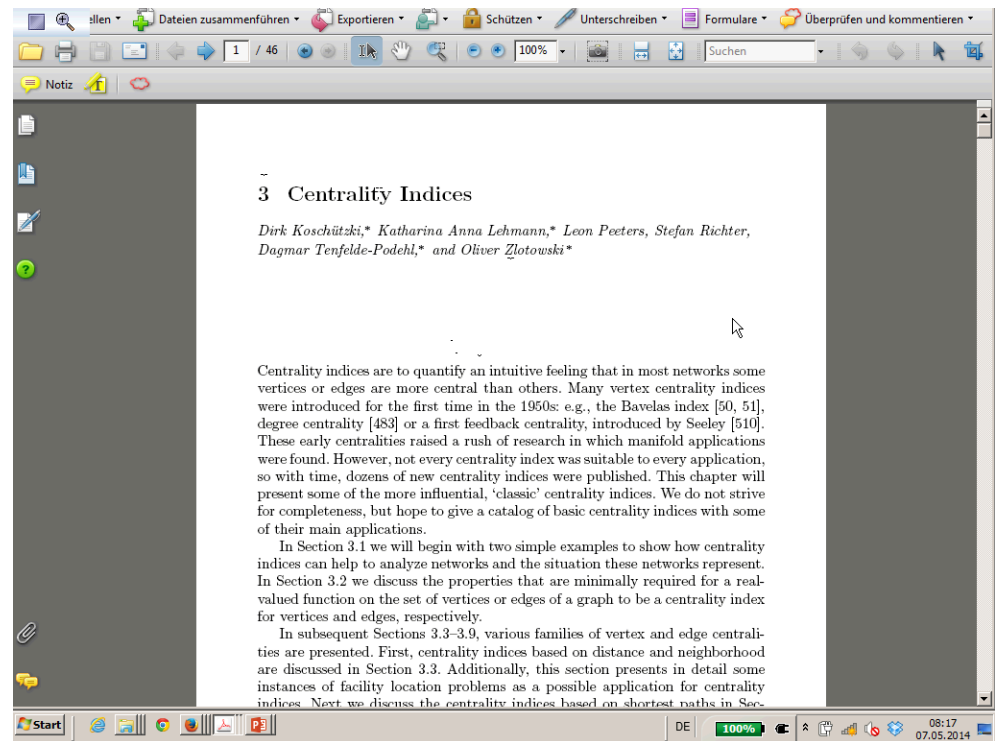 ellen Dateien zusammenführen Exportieren Schützen Unterschreiben Formulare Überprüfen und kommentieren
1 / 46 100% Suchen
Notiz
3 Centrality Indices
Dirk Koschützki,* Katharina Anna Lehmann,* Leon Peeters, Stefan Richter,
Dagmar Tenfelde-Podehl,* and Oliver Zlotowski*
Centrality indices are to quantify an intuitive feeling that in most networks some
vertices or edges are more central than others. Many vertex centrality indices
were introduced for the first time in the 1950s: e.g., the Bavelas index [50, 51],
degree centrality [483] or a first feedback centrality, introduced by Seeley [510].
These early centralities raised a rush of research in which manifold applications
were found. However, not every centrality index was suitable to every application,
so with time, dozens of new centrality indices were published. This chapter will
present some of the more influential, ‘classic’ centrality indices. We do not strive
for completeness, but hope to give a catalog of basic centrality indices with some
of their main applications.
In Section 3.1 we will begin with two simple examples to show how centrality
indices can help to analyze networks and the situation these networks represent.
In Section 3.2 we discuss the properties that are minimally required for a real-
valued function on the set of vertices or edges of a graph to be a centrality index
for vertices and edges, respectively.
In subsequent Sections 3.3–3.9, various families of vertex and edge centrali-
ties are presented. First, centrality indices based on distance and neighborhood
are discussed in Section 3.3. Additionally, this section presents in detail some
instances of facility location problems as a possible application for centrality
indices. Next we discuss the centrality indices based on shortest paths in Sec-
Start DE 100% 08:17
07.05.2014